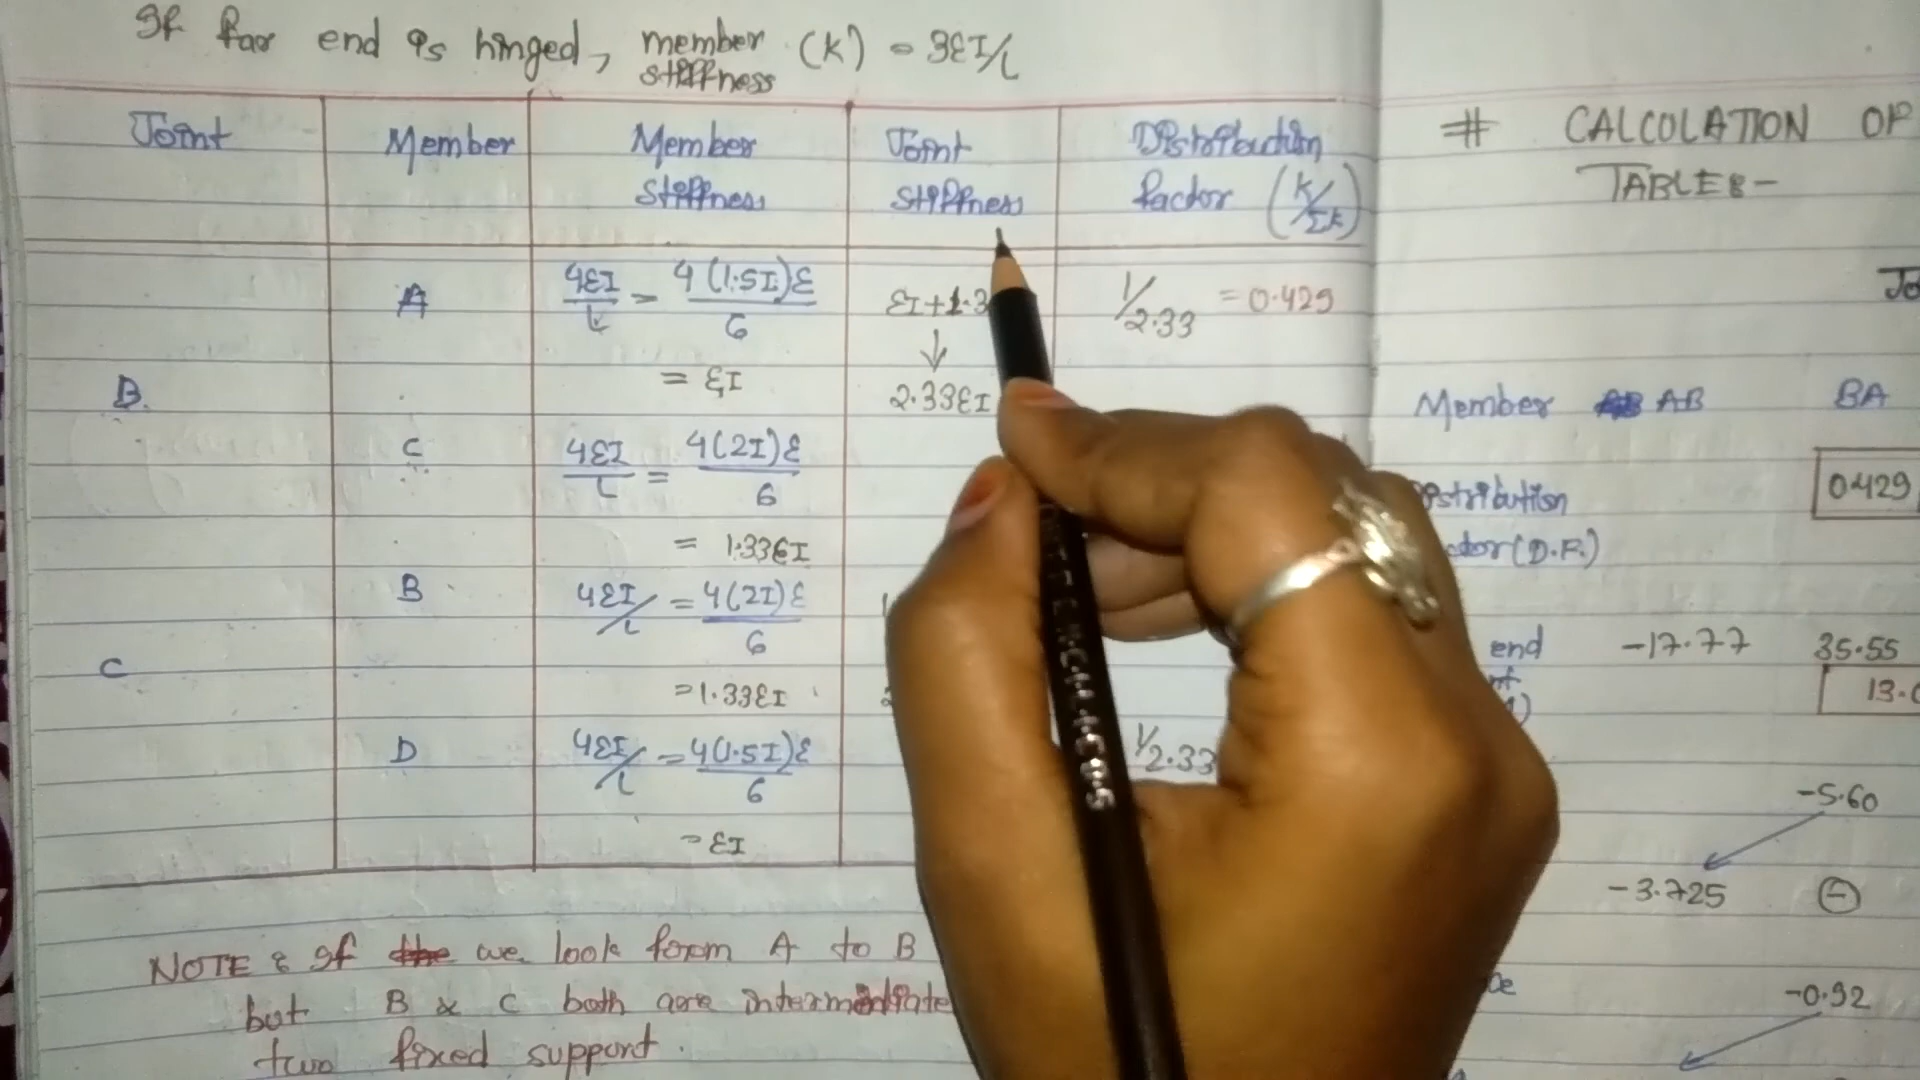 If far end is hinged, member stiffness (K) = 3EI/L
Joint Member Member Stiffness Joint Stiffness Distribution factor (K/ΣK)
B. A 4EI/L = 4(1.5I)E/6 EI+1.3 1/2.33 = 0.429
= EI ↓ 2.33EI
C 4EI/L = 4(2I)E/6
= 1.33EI
C B 4EI/L = 4(2I)E/6
= 1.33EI
D 4EI/L = 4(1.5I)E/6 1/2.33
= EI
NOTE : If we look form A to B
but B & C both are intermediate
two fixed support.
# CALCOLATION OF
TABLE:-
Jo
Member AB BA
0.429
end -17.77 35.55
-5.60
-3.725 (-)
-0.92
DETEACHLACCU.S